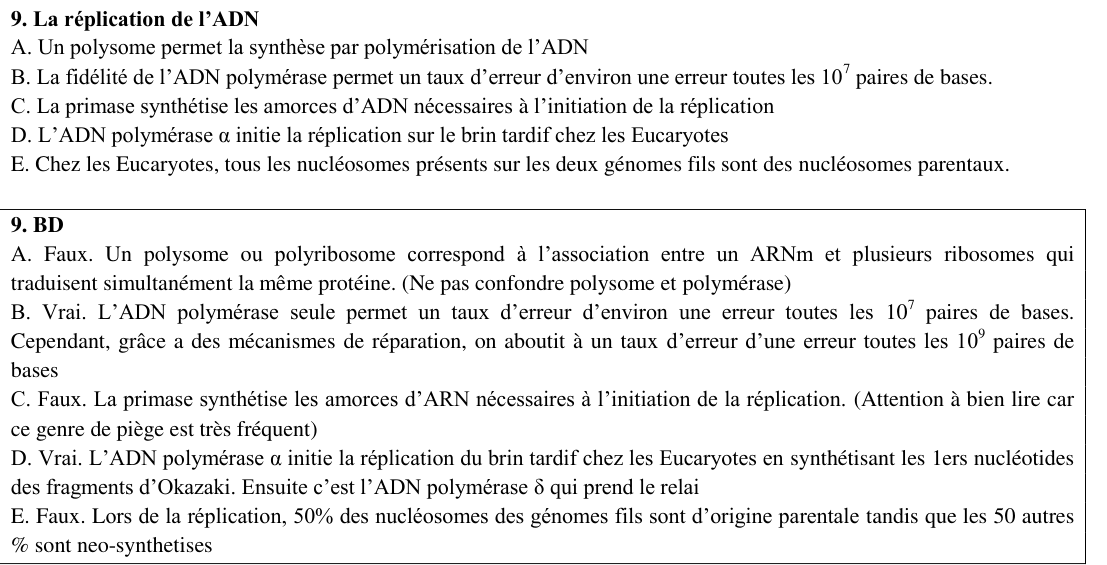 9. La réplication de l’ADN
A. Un polysome permet la synthèse par polymérisation de l’ADN
B. La fidélité de l’ADN polymérase permet un taux d’erreur d’environ une erreur toutes les 10⁷ paires de bases.
C. La primase synthétise les amorces d’ADN nécessaires à l’initiation de la réplication
D. L’ADN polymérase α initie la réplication sur le brin tardif chez les Eucaryotes
E. Chez les Eucaryotes, tous les nucléosomes présents sur les deux génomes fils sont des nucléosomes parentaux.
9. BD
A. Faux. Un polysome ou polyribosome correspond à l’association entre un ARNm et plusieurs ribosomes qui
traduisent simultanément la même protéine. (Ne pas confondre polysome et polymérase)
B. Vrai. L’ADN polymérase seule permet un taux d’erreur d’environ une erreur toutes les 10⁷ paires de bases.
Cependant, grâce a des mécanismes de réparation, on aboutit à un taux d’erreur d’une erreur toutes les 10⁹ paires de
bases
C. Faux. La primase synthétise les amorces d’ARN nécessaires à l’initiation de la réplication. (Attention à bien lire car
ce genre de piège est très fréquent)
D. Vrai. L’ADN polymérase α initie la réplication du brin tardif chez les Eucaryotes en synthétisant les 1ers nucléotides
des fragments d’Okazaki. Ensuite c’est l’ADN polymérase δ qui prend le relai
E. Faux. Lors de la réplication, 50% des nucléosomes des génomes fils sont d’origine parentale tandis que les 50 autres
% sont neo-synthetises